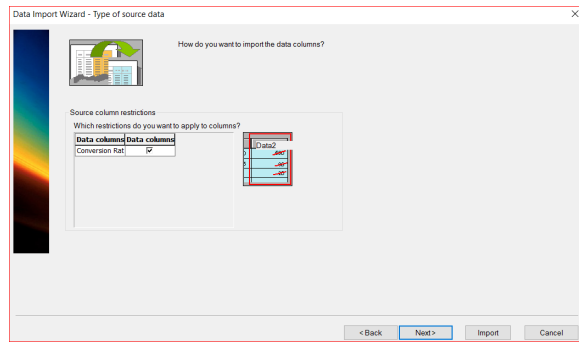 Data Import Wizard - Type of source data
How do you want to import the data columns?
Source column restrictions
Which restrictions do you want to apply to columns?
Data columns Data columns
Conversion Rat
Data2
< Back Next > Import Cancel